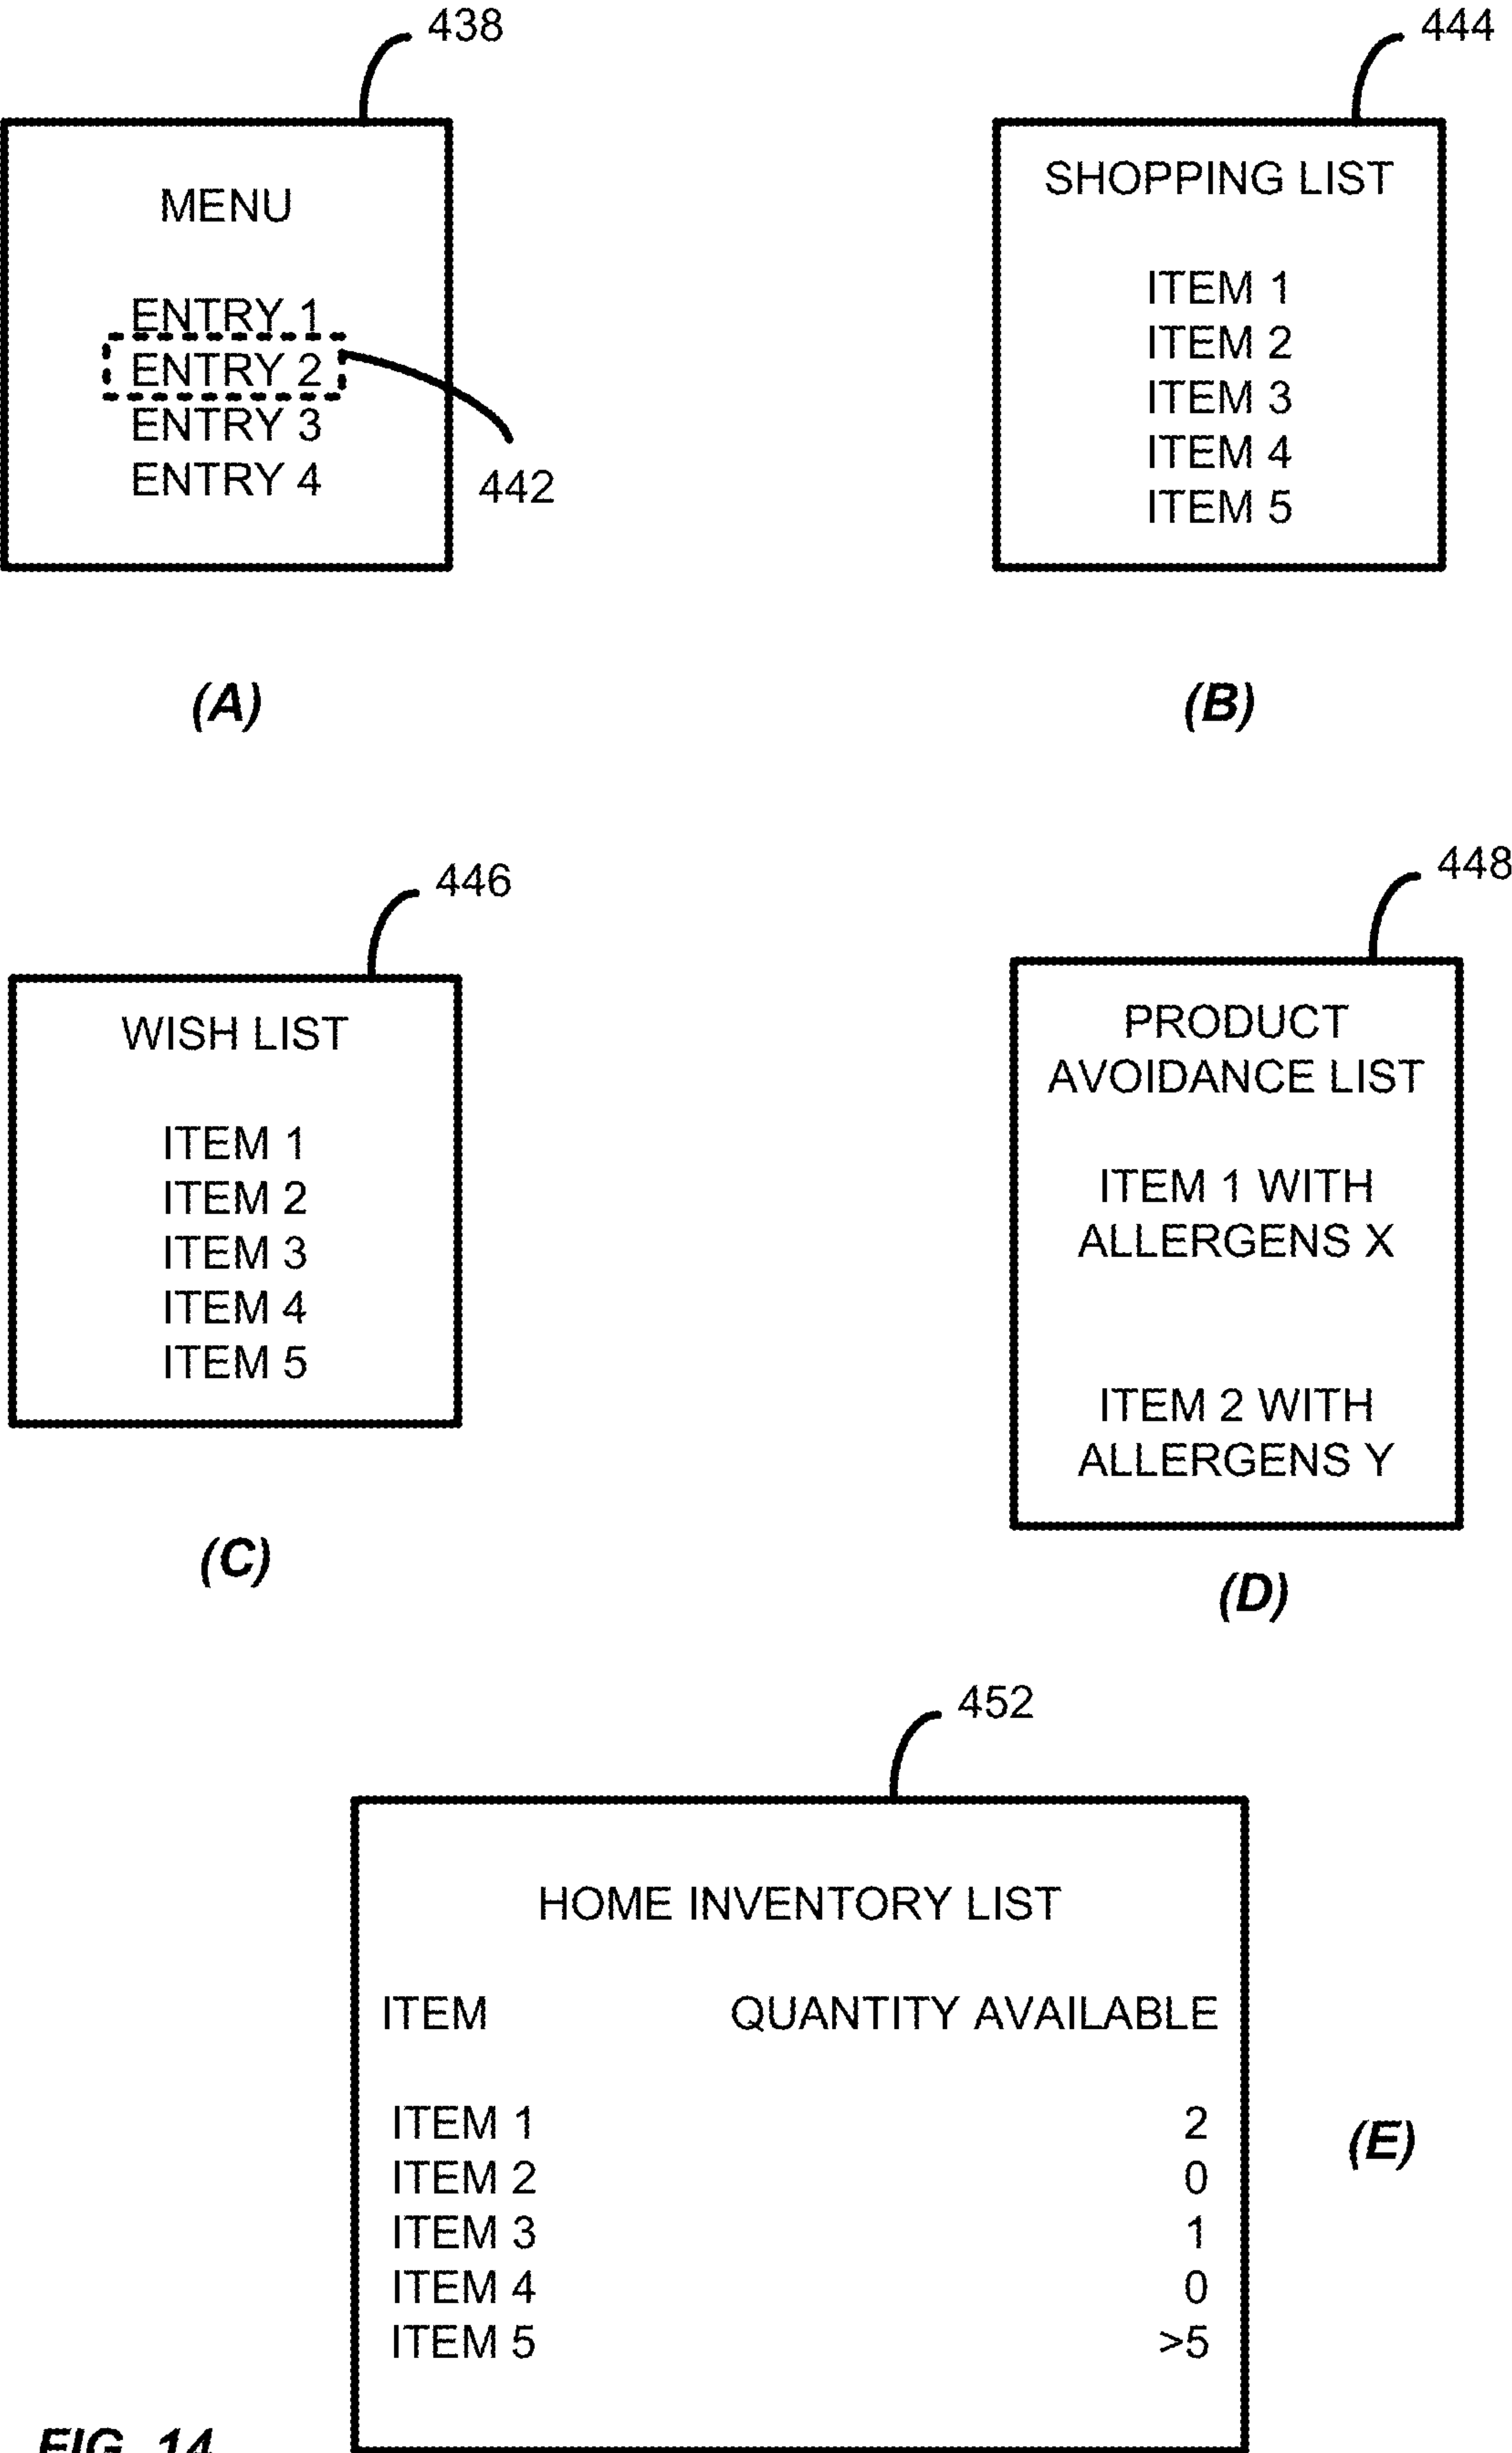 438
MENU
ENTRY 1
ENTRY 2
ENTRY 3
ENTRY 4
442
(A)
444
SHOPPING LIST
ITEM 1
ITEM 2
ITEM 3
ITEM 4
ITEM 5
(B)
446
WISH LIST
ITEM 1
ITEM 2
ITEM 3
ITEM 4
ITEM 5
(C)
448
PRODUCT
AVOIDANCE LIST
ITEM 1 WITH
ALLERGENS X
ITEM 2 WITH
ALLERGENS Y
(D)
452
HOME INVENTORY LIST
ITEM QUANTITY AVAILABLE
ITEM 1 2
ITEM 2 0
ITEM 3 1
ITEM 4 0
ITEM 5 >5
(E)
FIG. 14